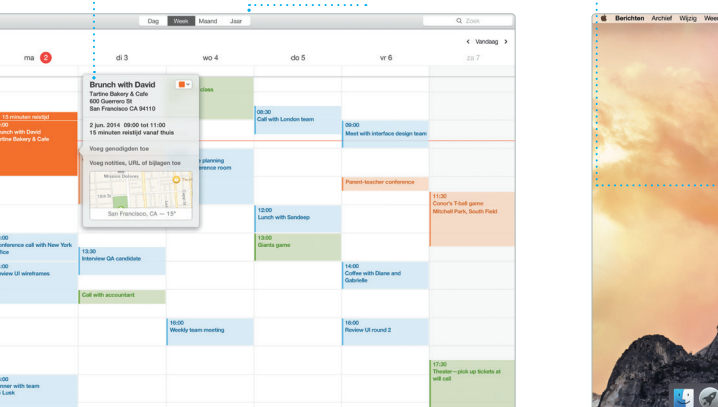 Dag Week Maand Jaar
Zoek
Vandaag
ma 2
di 3
wo 4
do 5
vr 6
za 7
15 minuten reistijd
Brunch with David
Tartine Bakery & Cafe
600 Guerrero St
San Francisco CA 94110
2 jun. 2014 09:00 tot 11:00
15 minuten reistijd vanaf thuis
Voeg genodigden toe
Voeg notities, URL of bijlagen toe
Mission Dolores
18th St
San Francisco, CA — 15°
with David
Bakery & Cafe
call with New York
UI wireframes
with team
Lusk
13:30
Interview QA candidate
Call with accountant
class
planning
room
16:00
Weekly team meeting
09:30
Call with London team
12:00
Lunch with Sandeep
13:00
Giants game
09:00
Meet with interface design team
Parent-teacher conference
14:00
Coffee with Diane and
Gabrielle
16:00
Review UI round 2
11:30
Conor's T-ball game
Mitchell Park, South Field
17:30
Theater—pick up tickets at
will call
Berichten Archief Wijzig